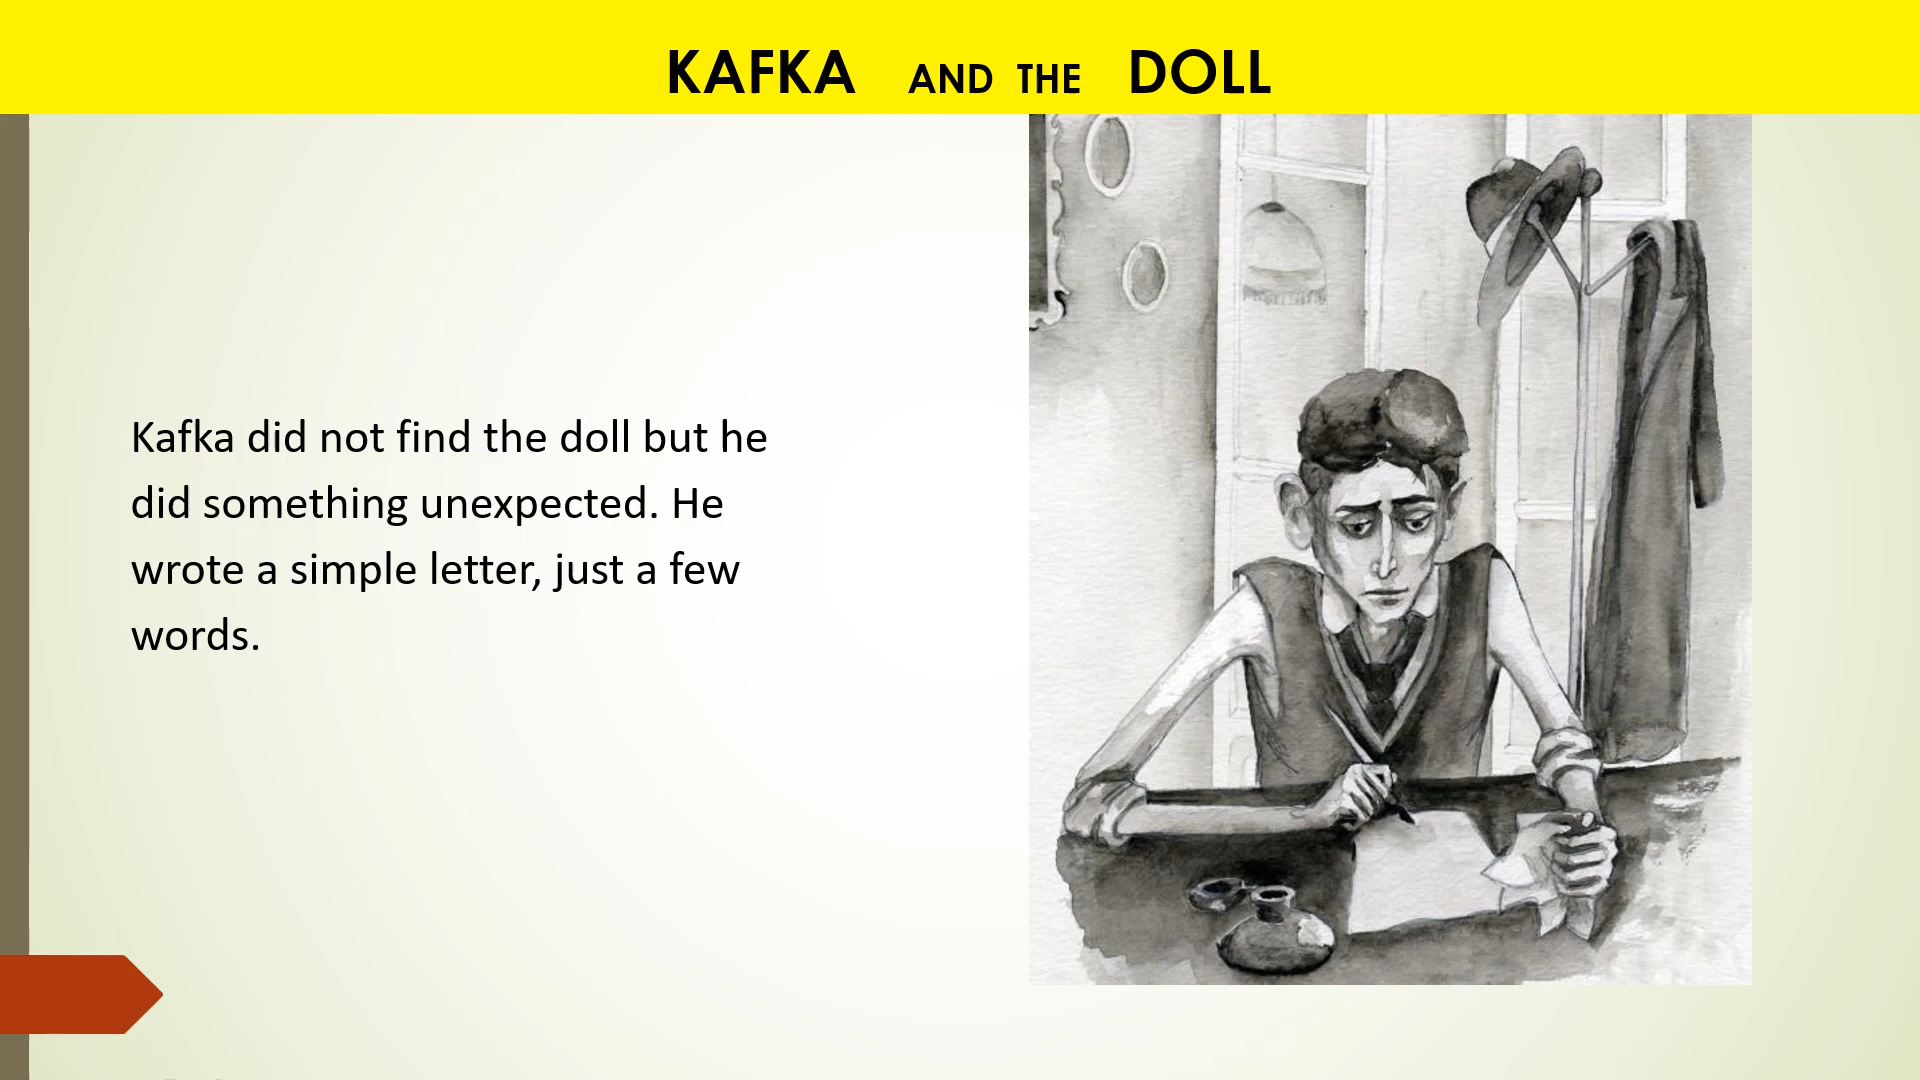 KAFKA AND THE DOLL
Kafka did not find the doll but he
did something unexpected. He
wrote a simple letter, just a few
words.